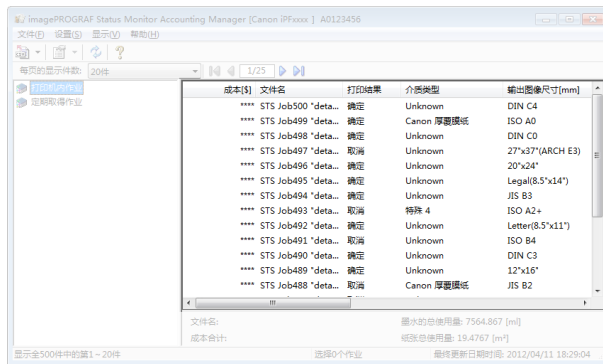 imagePROGRAF Status Monitor Accounting Manager [Canon iPFxxxx ] A0123456
文件(F) 设置(S) 显示(V) 帮助(H)
每页的显示件数: 20件 1/25
打印机内作业
定期取得作业
成本[$] 文件名 打印结果 介质类型 输出图像尺寸[mm]
**** STS Job500 "deta... 确定 Unknown DIN C4
**** STS Job499 "deta... 确定 Canon 厚覆膜纸 ISO A0
**** STS Job498 "deta... 确定 Unknown DIN C0
**** STS Job497 "deta... 取消 Unknown 27"x37"(ARCH E3)
**** STS Job496 "deta... 确定 Unknown 20"x24"
**** STS Job495 "deta... 确定 Unknown Legal(8.5"x14")
**** STS Job494 "deta... 取消 Unknown JIS B3
**** STS Job493 "deta... 取消 特殊 4 ISO A2+
**** STS Job492 "deta... 确定 Unknown Letter(8.5"x11")
**** STS Job491 "deta... 取消 Unknown ISO B4
**** STS Job490 "deta... 确定 Unknown DIN C3
**** STS Job489 "deta... 确定 Unknown 12"x16"
**** STS Job488 "deta... 取消 Canon 厚覆膜纸 JIS B2
文件名: 墨水的总使用量: 7564.867 [ml]
成本合计: 纸张总使用量: 19.4767 [m²]
显示全500件中的第1～20件 选择0个作业 最终更新日期时间: 2012/04/11 18:29:04